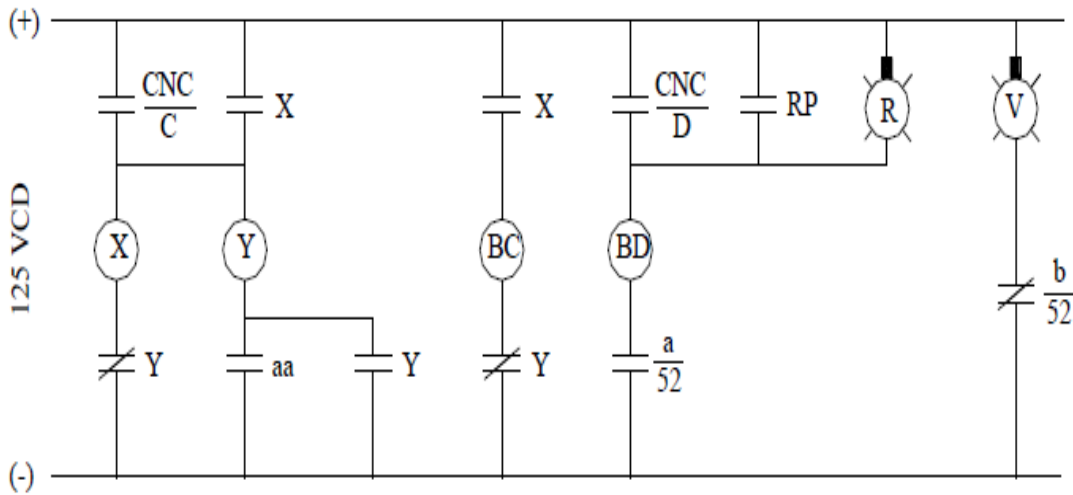 (+)
CNC
C
X
X
CNC
D
RP
R
V
125 VCD
X
Y
BC
BD
b
52
Y
aa
Y
Y
a
52
(-)